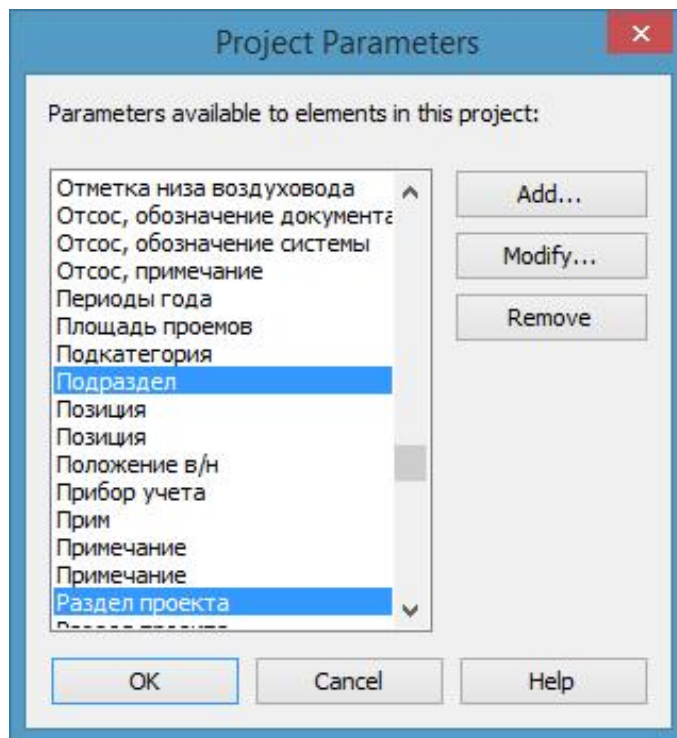 Project Parameters
Parameters available to elements in this project:
Отметка низа воздуховода
Отсос, обозначение документа
Отсос, обозначение системы
Отсос, примечание
Периоды года
Площадь проемов
Подкатегория
Подраздел
Позиция
Позиция
Положение в/н
Прибор учета
Прим
Примечание
Примечание
Раздел проекта
Add...
Modify...
Remove
OK
Cancel
Help